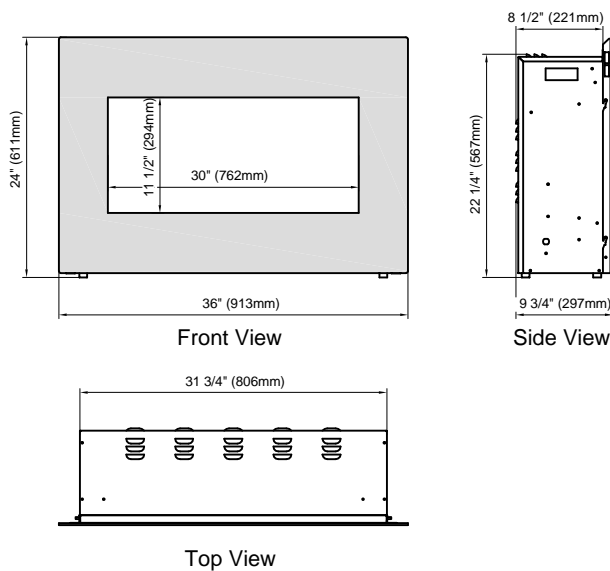 24" (611mm)
11 1/2" (294mm)
30" (762mm)
36" (913mm)
Front View
8 1/2" (221mm)
22 1/4" (567mm)
9 3/4" (297mm)
Side View
31 3/4" (806mm)
Top View